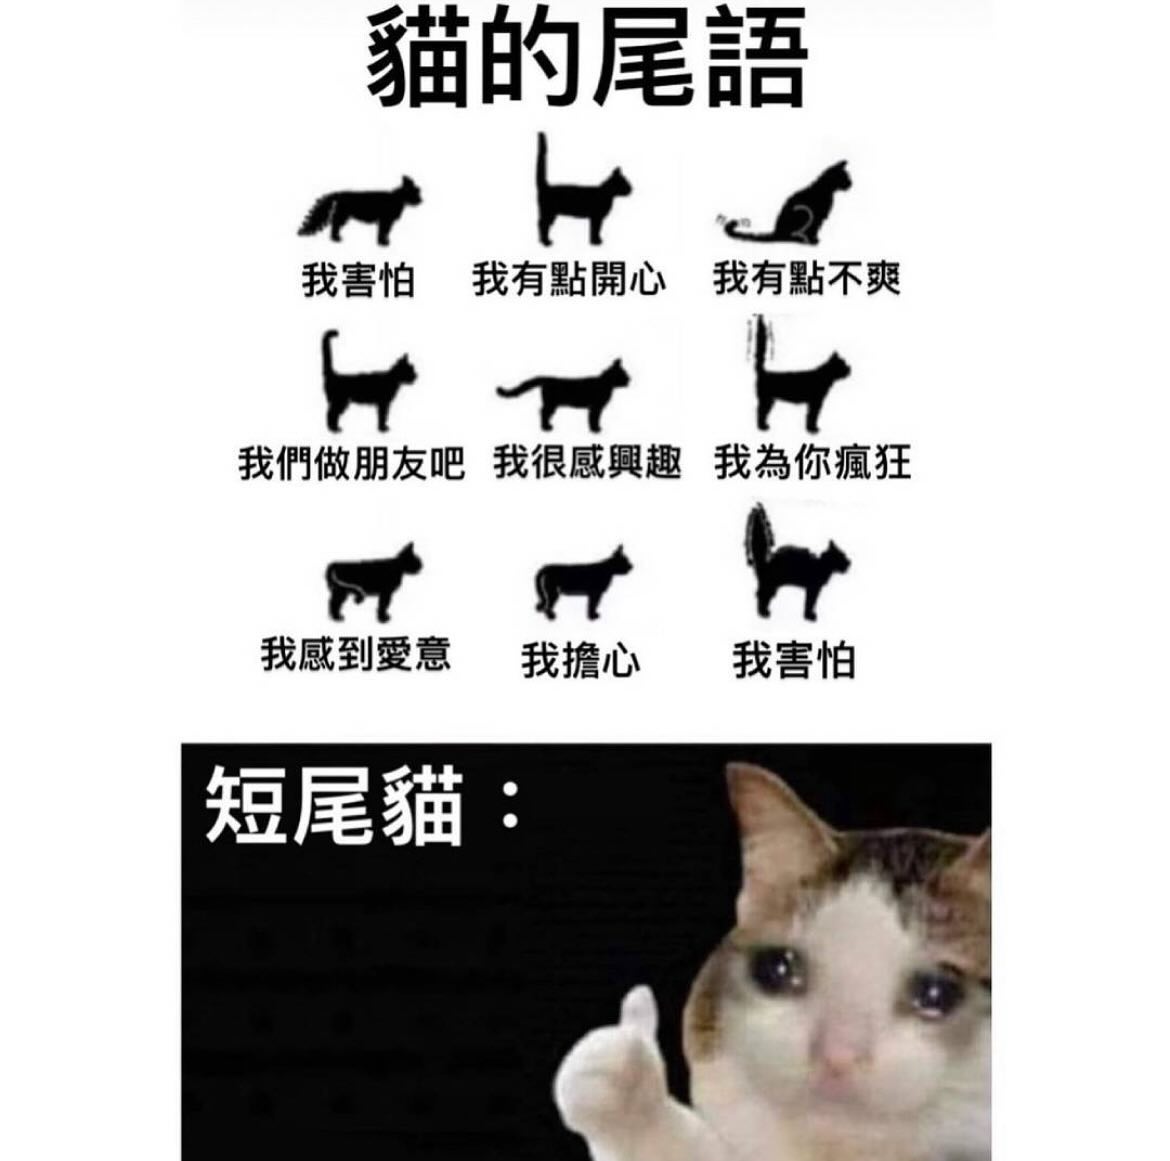 貓的尾語
我害怕 我有點開心 我有點不爽
我們做朋友吧 我很感興趣 我為你瘋狂
我感到愛意 我擔心 我害怕
短尾貓：